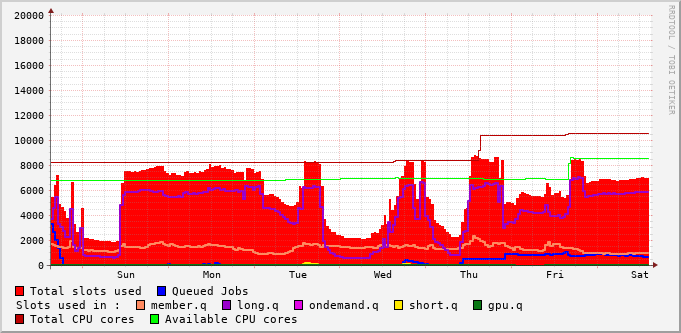 RRDTOOL / TOBI OETIKER
20000
18000
16000
14000
12000
10000
8000
6000
4000
2000
0
Sun Mon Tue Wed Thu Fri Sat
Total slots used Queued Jobs
Slots used in : member.q long.q ondemand.q short.q gpu.q
Total CPU cores Available CPU cores